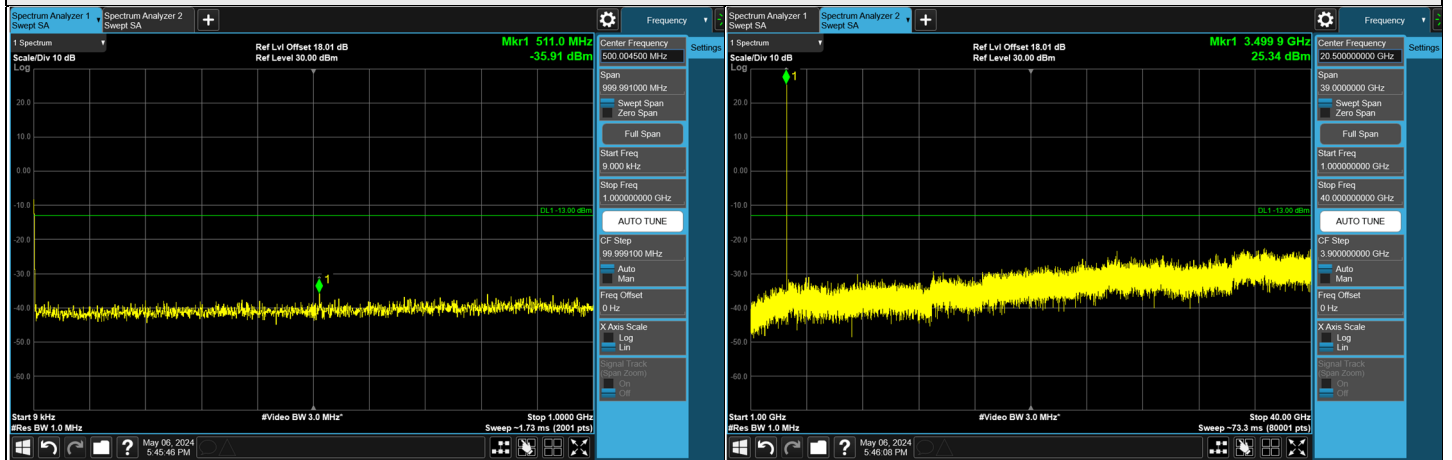 Spectrum Analyzer 1
Swept SA
Spectrum Analyzer 2
Swept SA
Frequency
1 Spectrum
Scale/Div 10 dB
Log
Ref Lvl Offset 18.01 dB
Ref Level 30.00 dBm
Mkr1 511.0 MHz
-35.91 dBm
1
20.0
10.0
0.00
-10.0
-20.0
-30.0
-40.0
-50.0
-60.0
DL1 -13.00 dBm
Start 9 kHz
#Res BW 1.0 MHz
#Video BW 3.0 MHz*
Stop 1.0000 GHz
Sweep ~1.73 ms (2001 pts)
Center Frequency
500.004500 MHz
Settings
Span
999.991000 MHz
Swept Span
Zero Span
Full Span
Start Freq
9.000 kHz
Stop Freq
1.000000000 GHz
AUTO TUNE
CF Step
99.999100 MHz
Auto
Man
Freq Offset
0 Hz
X Axis Scale
Log
Lin
Signal Track
(Span Zoom)
On
Off
?
May 06, 2024
5:45:46 PM
Spectrum Analyzer 1
Swept SA
Spectrum Analyzer 2
Swept SA
Frequency
1 Spectrum
Scale/Div 10 dB
Log
Ref Lvl Offset 18.01 dB
Ref Level 30.00 dBm
Mkr1 3.499 9 GHz
25.34 dBm
1
20.0
10.0
0.00
-10.0
-20.0
-30.0
-40.0
-50.0
-60.0
DL1 -13.00 dBm
Start 1.00 GHz
#Res BW 1.0 MHz
#Video BW 3.0 MHz*
Stop 40.00 GHz
Sweep ~73.3 ms (80001 pts)
Center Frequency
20.500000000 GHz
Settings
Span
39.0000000 GHz
Swept Span
Zero Span
Full Span
Start Freq
1.000000000 GHz
Stop Freq
40.000000000 GHz
AUTO TUNE
CF Step
3.900000000 GHz
Auto
Man
Freq Offset
0 Hz
X Axis Scale
Log
Lin
Signal Track
(Span Zoom)
On
Off
?
May 06, 2024
5:46:08 PM